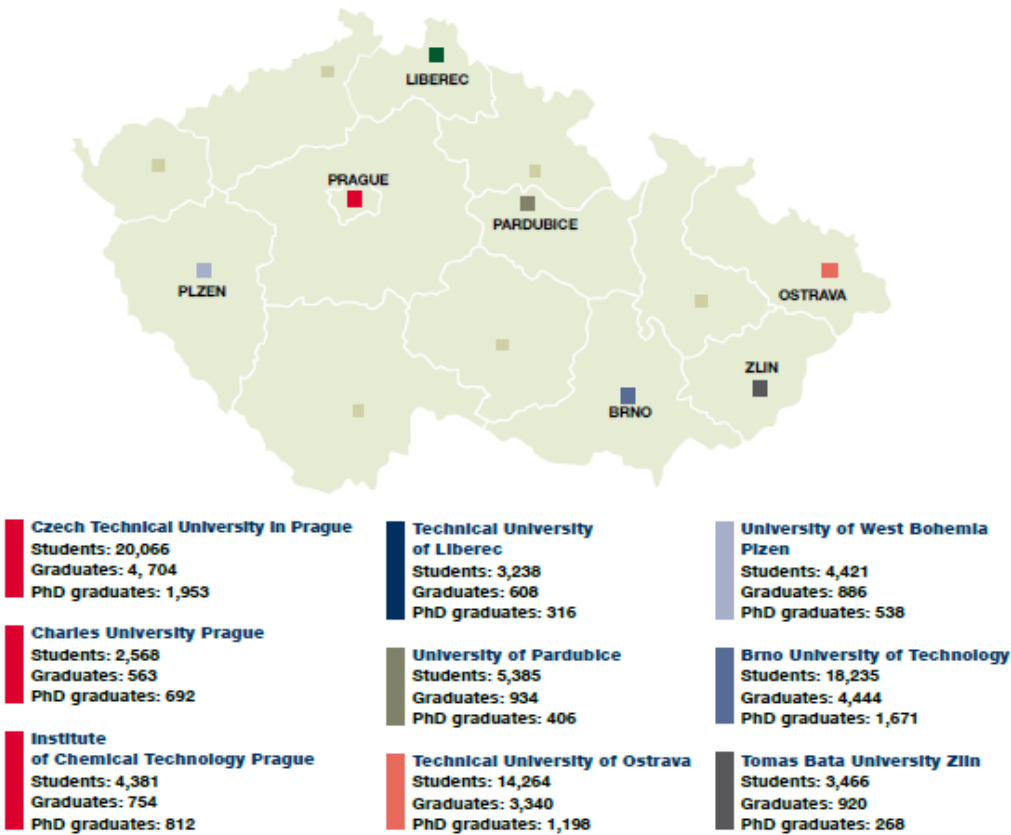 LIBEREC
PRAGUE
PARDUBICE
PLZEN
OSTRAVA
ZLIN
BRNO
Czech Technical University in Prague
Students: 20,066
Graduates: 4, 704
PhD graduates: 1,953
Charles University Prague
Students: 2,568
Graduates: 563
PhD graduates: 692
Institute
of Chemical Technology Prague
Students: 4,381
Graduates: 754
PhD graduates: 812
Technical University
of Liberec
Students: 3,238
Graduates: 608
PhD graduates: 316
University of Pardubice
Students: 5,385
Graduates: 934
PhD graduates: 406
Technical University of Ostrava
Students: 14,264
Graduates: 3,340
PhD graduates: 1,198
University of West Bohemia
Plzen
Students: 4,421
Graduates: 886
PhD graduates: 538
Brno University of Technology
Students: 18,235
Graduates: 4,444
PhD graduates: 1,671
Tomas Bata University Zlin
Students: 3,466
Graduates: 920
PhD graduates: 268